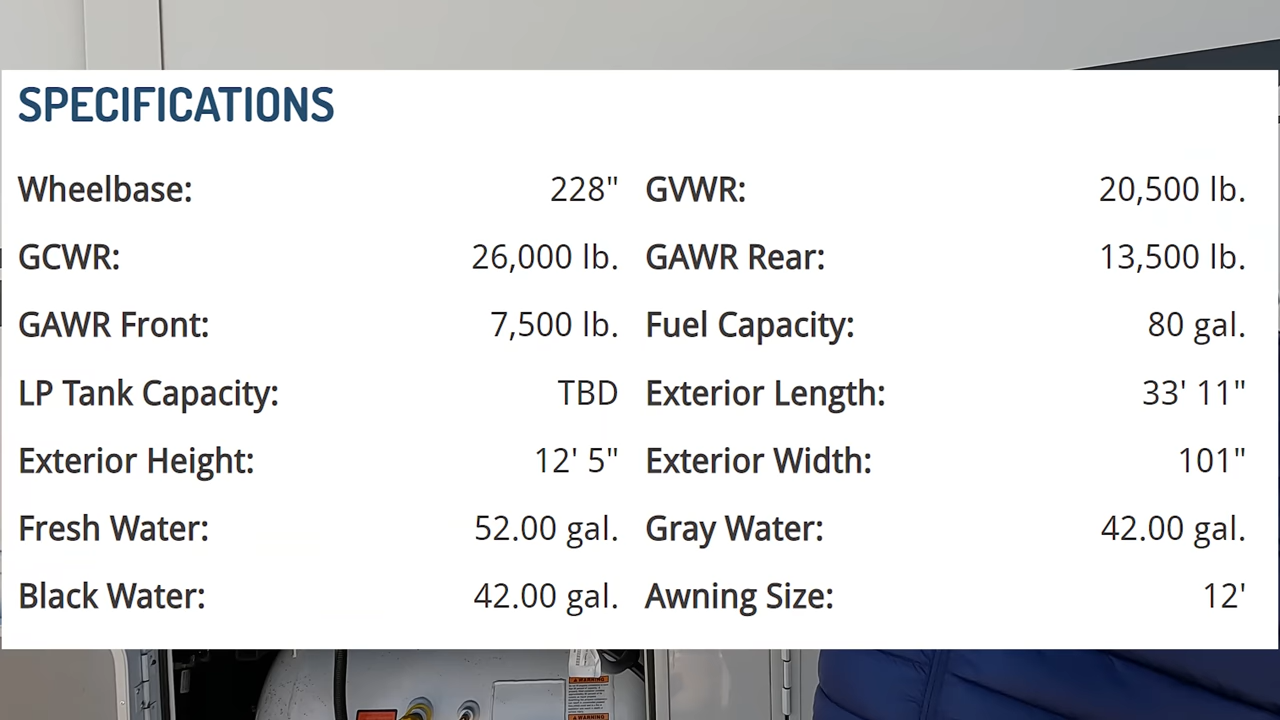 SPECIFICATIONS
Wheelbase: 228" GVWR: 20,500 lb.
GCWR: 26,000 lb. GAWR Rear: 13,500 lb.
GAWR Front: 7,500 lb. Fuel Capacity: 80 gal.
LP Tank Capacity: TBD Exterior Length: 33' 11"
Exterior Height: 12' 5" Exterior Width: 101"
Fresh Water: 52.00 gal. Gray Water: 42.00 gal.
Black Water: 42.00 gal. Awning Size: 12'
WARNING
WARNING